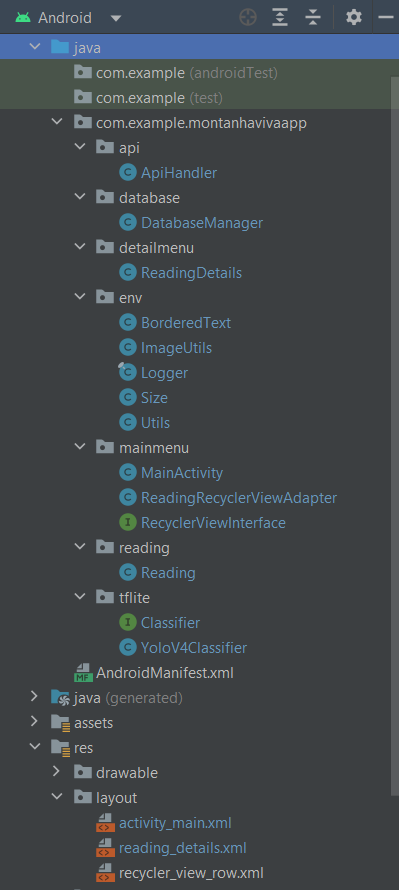 Android
java
com.example (androidTest)
com.example (test)
com.example.montanhavivaapp
api
C ApiHandler
database
C DatabaseManager
detailmenu
C ReadingDetails
env
C BorderedText
C ImageUtils
C Logger
C Size
C Utils
mainmenu
C MainActivity
C ReadingRecyclerViewAdapter
I RecyclerViewInterface
reading
C Reading
tflite
I Classifier
C YoloV4Classifier
MF AndroidManifest.xml
java (generated)
assets
res
drawable
layout
activity_main.xml
reading_details.xml
recycler_view_row.xml